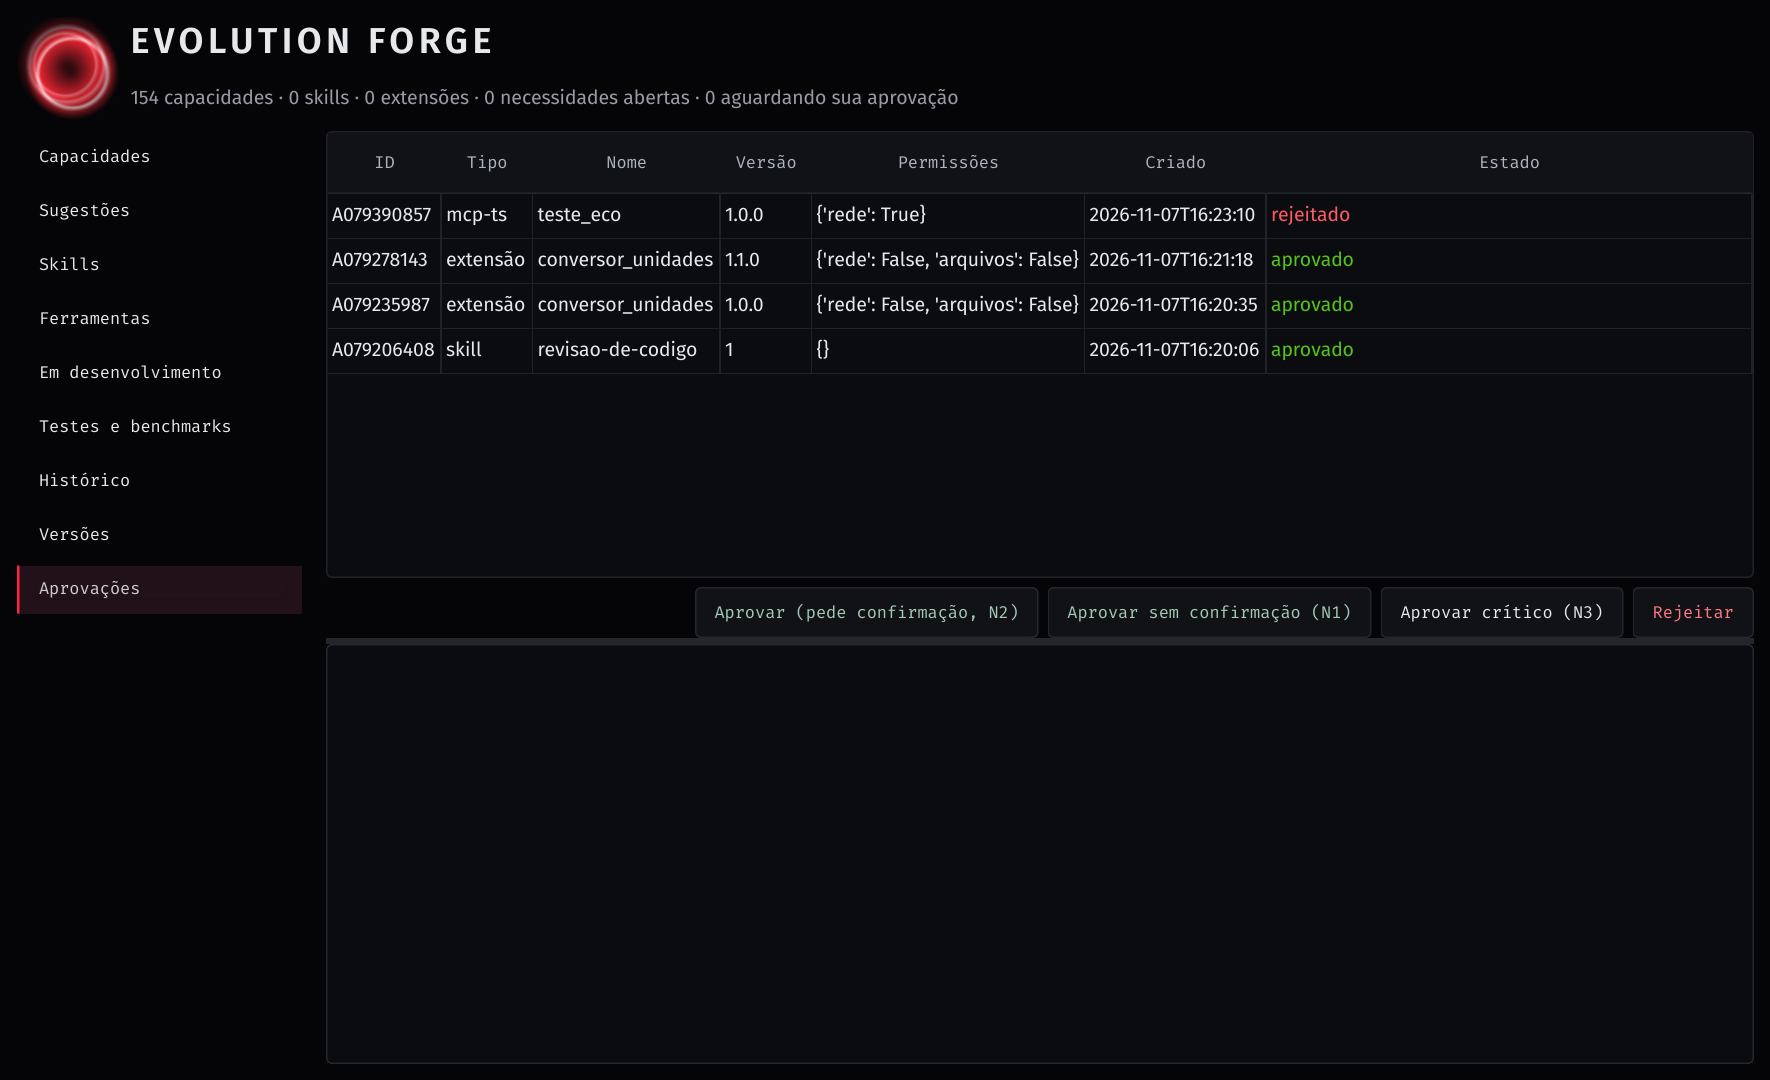 EVOLUTION FORGE
154 capacidades · 0 skills · 0 extensões · 0 necessidades abertas · 0 aguardando sua aprovação
Capacidades
Sugestões
Skills
Ferramentas
Em desenvolvimento
Testes e benchmarks
Histórico
Versões
Aprovações
ID Tipo Nome Versão Permissões Criado Estado
A079390857 mcp-ts teste_eco 1.0.0 {'rede': True} 2026-11-07T16:23:10 rejeitado
A079278143 extensão conversor_unidades 1.1.0 {'rede': False, 'arquivos': False} 2026-11-07T16:21:18 aprovado
A079235987 extensão conversor_unidades 1.0.0 {'rede': False, 'arquivos': False} 2026-11-07T16:20:35 aprovado
A079206408 skill revisao-de-codigo 1 {} 2026-11-07T16:20:06 aprovado
Aprovar (pede confirmação, N2) Aprovar sem confirmação (N1) Aprovar crítico (N3) Rejeitar